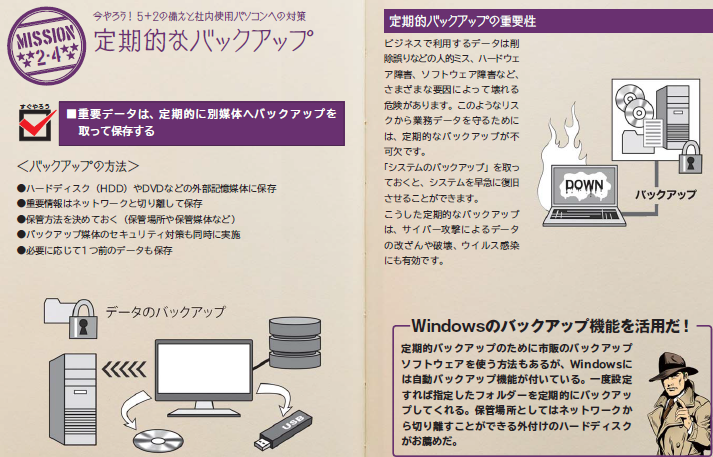 MISSION
2-4
今やろう！ 5+2の備えと社内使用パソコンへの対策
定期的なバックアップ
すぐやろう
■重要データは、定期的に別媒体へバックアップを
取って保存する
＜バックアップの方法＞
●ハードディスク（HDD）やDVDなどの外部記憶媒体に保存
●重要情報はネットワークと切り離して保存
●保管方法を決めておく（保管場所や保管媒体など）
●バックアップ媒体のセキュリティ対策も同時に実施
●必要に応じて1つ前のデータも保存
データのバックアップ
USB
定期的バックアップの重要性
ビジネスで利用するデータは削
除誤りなどの人的ミス、ハードウェ
ア障害、ソフトウェア障害など、
さまざまな要因によって壊れる
危険があります。このようなリス
クから業務データを守るために
は、定期的なバックアップが不
可欠です。
「システムのバックアップ」を取っ
ておくと、システムを早急に復旧
させることができます。
こうした定期的なバックアップ
は、サイバー攻撃によるデータ
の改ざんや破壊、ウイルス感染
にも有効です。
DOWN
バックアップ
Windowsのバックアップ機能を活用だ！
定期的バックアップのために市販のバックアップ
ソフトウェアを使う方法もあるが、Windowsに
は自動バックアップ機能が付いている。一度設定
すれば指定したフォルダーを定期的にバックアッ
プしてくれる。保管場所としてはネットワークか
ら切り離すことができる外付けのハードディスク
がお薦めだ。